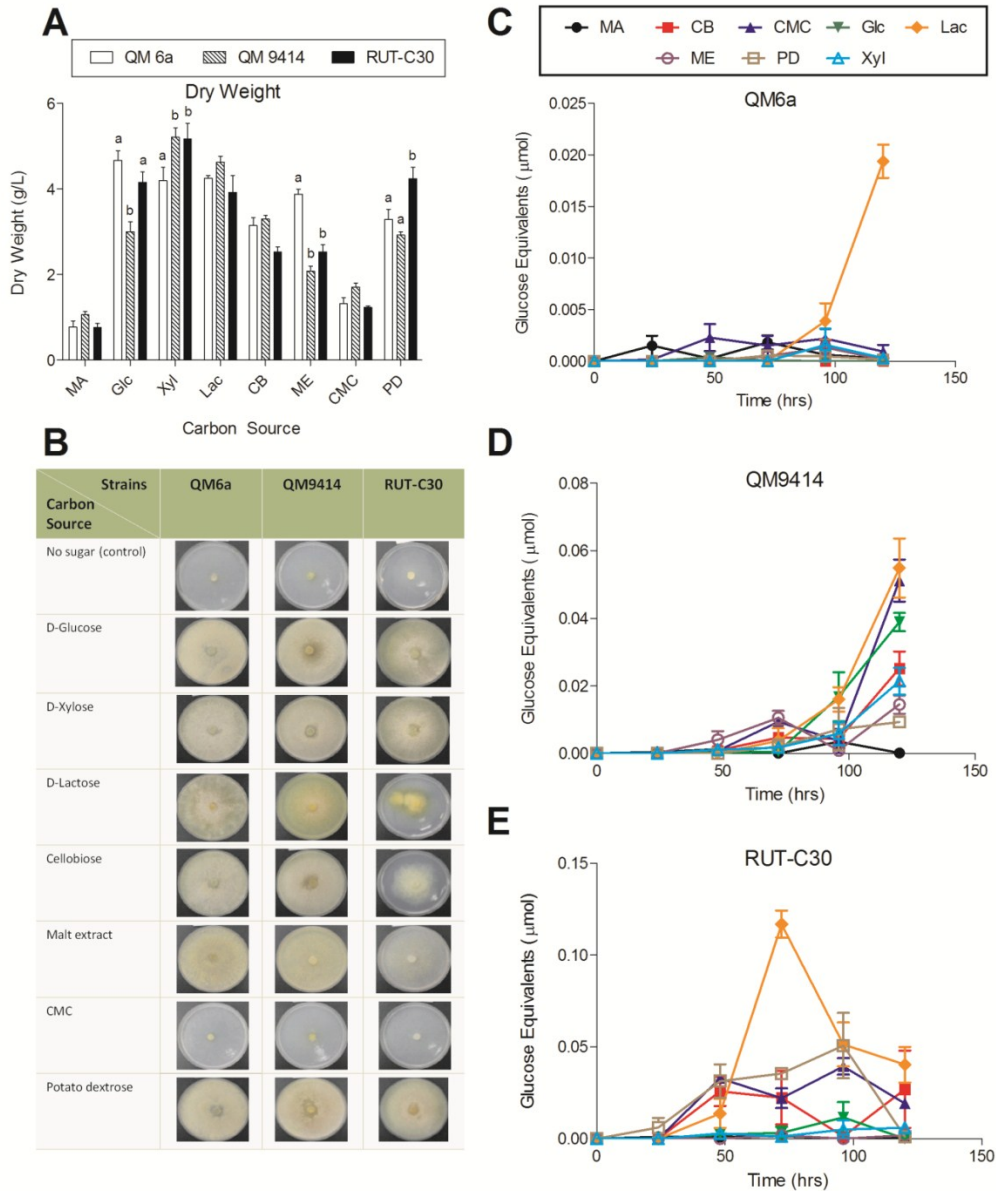 A
QM 6a QM 9414 RUT-C30
Dry Weight
Dry Weight (g/L)
6
4
2
0
a b a a b b a b b a a b
MA Glc Xyl Lac CB ME CMC PD
Carbon Source
B
Strains QM6a QM9414 RUT-C30
Carbon
Source
No sugar (control)
D-Glucose
D-Xylose
D-Lactose
Cellobiose
Malt extract
CMC
Potato dextrose
C
MA CB CMC Glc Lac
ME PD Xyl
QM6a
Glucose Equivalents ( μmol)
0.025
0.020
0.015
0.010
0.005
0.000
0 50 100 150
Time (hrs)
D
QM9414
Glucose Equivalents ( μmol)
0.08
0.06
0.04
0.02
0.00
0 50 100 150
Time (hrs)
E
RUT-C30
Glucose Equivalents ( μmol)
0.15
0.10
0.05
0.00
0 50 100 150
Time (hrs)